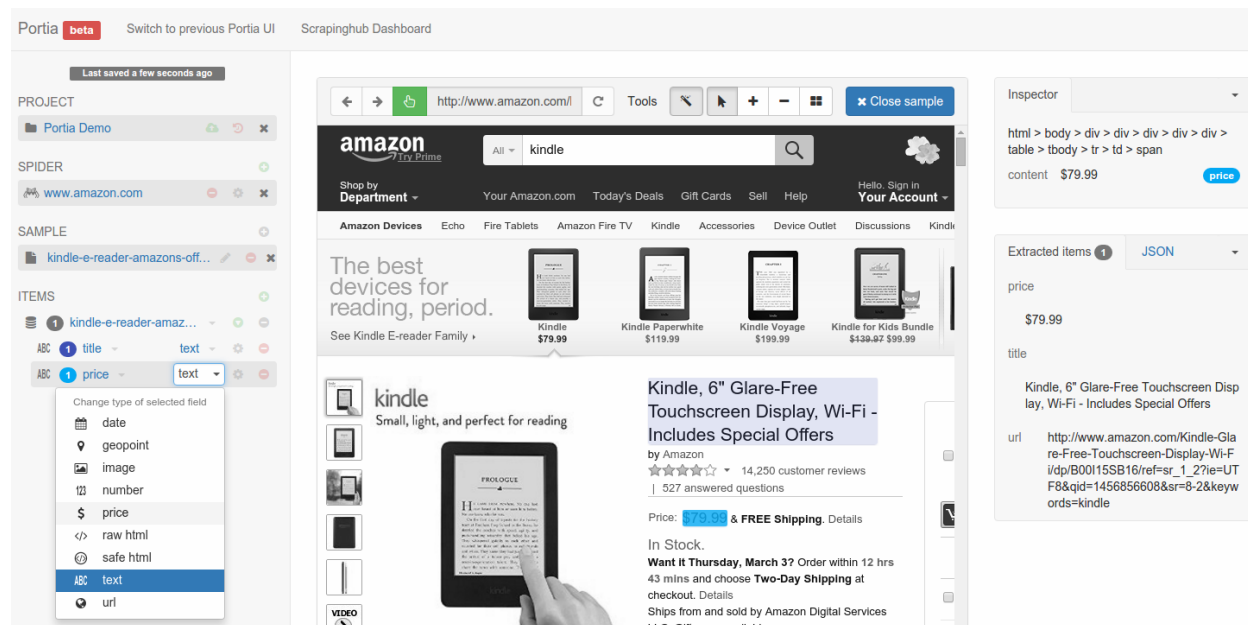 Portia beta Switch to previous Portia UI Scrapinghub Dashboard
Last saved a few seconds ago
PROJECT
Portia Demo
SPIDER
www.amazon.com
SAMPLE
kindle-e-reader-amazons-off...
ITEMS
1 kindle-e-reader-amaz...
ABC 1 title text
ABC 1 price text
Change type of selected field
date
geopoint
image
123 number
$ price
</> raw html
safe html
ABC text
url
http://www.amazon.com/l Tools Close sample
amazon
Try Prime
All kindle
Shop by
Department
Your Amazon.com Today's Deals Gift Cards Sell Help
Hello. Sign in
Your Account
Amazon Devices Echo Fire Tablets Amazon Fire TV Kindle Accessories Device Outlet Discussions Kindle
The best
devices for
reading, period.
See Kindle E-reader Family ›
Kindle
$79.99
Kindle Paperwhite
$119.99
Kindle Voyage
$199.99
Kindle for Kids Bundle
$139.97 $99.99
kindle
Small, light, and perfect for reading
PROLOGUE
VIDEO
Kindle, 6" Glare-Free
Touchscreen Display, Wi-Fi -
Includes Special Offers
by Amazon
14,250 customer reviews
| 527 answered questions
Price: $79.99 & FREE Shipping. Details
In Stock.
Want it Thursday, March 3? Order within 12 hrs
43 mins and choose Two-Day Shipping at
checkout. Details
Ships from and sold by Amazon Digital Services
Inspector
html > body > div > div > div > div > div >
table > tbody > tr > td > span
content $79.99 price
Extracted items 1 JSON
price
$79.99
title
Kindle, 6" Glare-Free Touchscreen Disp
lay, Wi-Fi - Includes Special Offers
url http://www.amazon.com/Kindle-Gla
re-Free-Touchscreen-Display-Wi-F
i/dp/B00I15SB16/ref=sr_1_2?ie=UT
F8&qid=1456856608&sr=8-2&keyw
ords=kindle